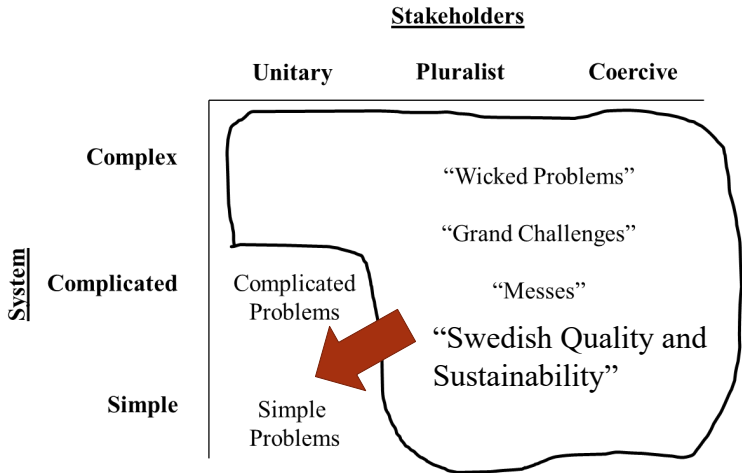 Stakeholders
Unitary Pluralist Coercive
Complex
“Wicked Problems”
“Grand Challenges”
System
Complicated
Complicated
Problems
“Messes”
“Swedish Quality and
Sustainability”
Simple
Simple
Problems